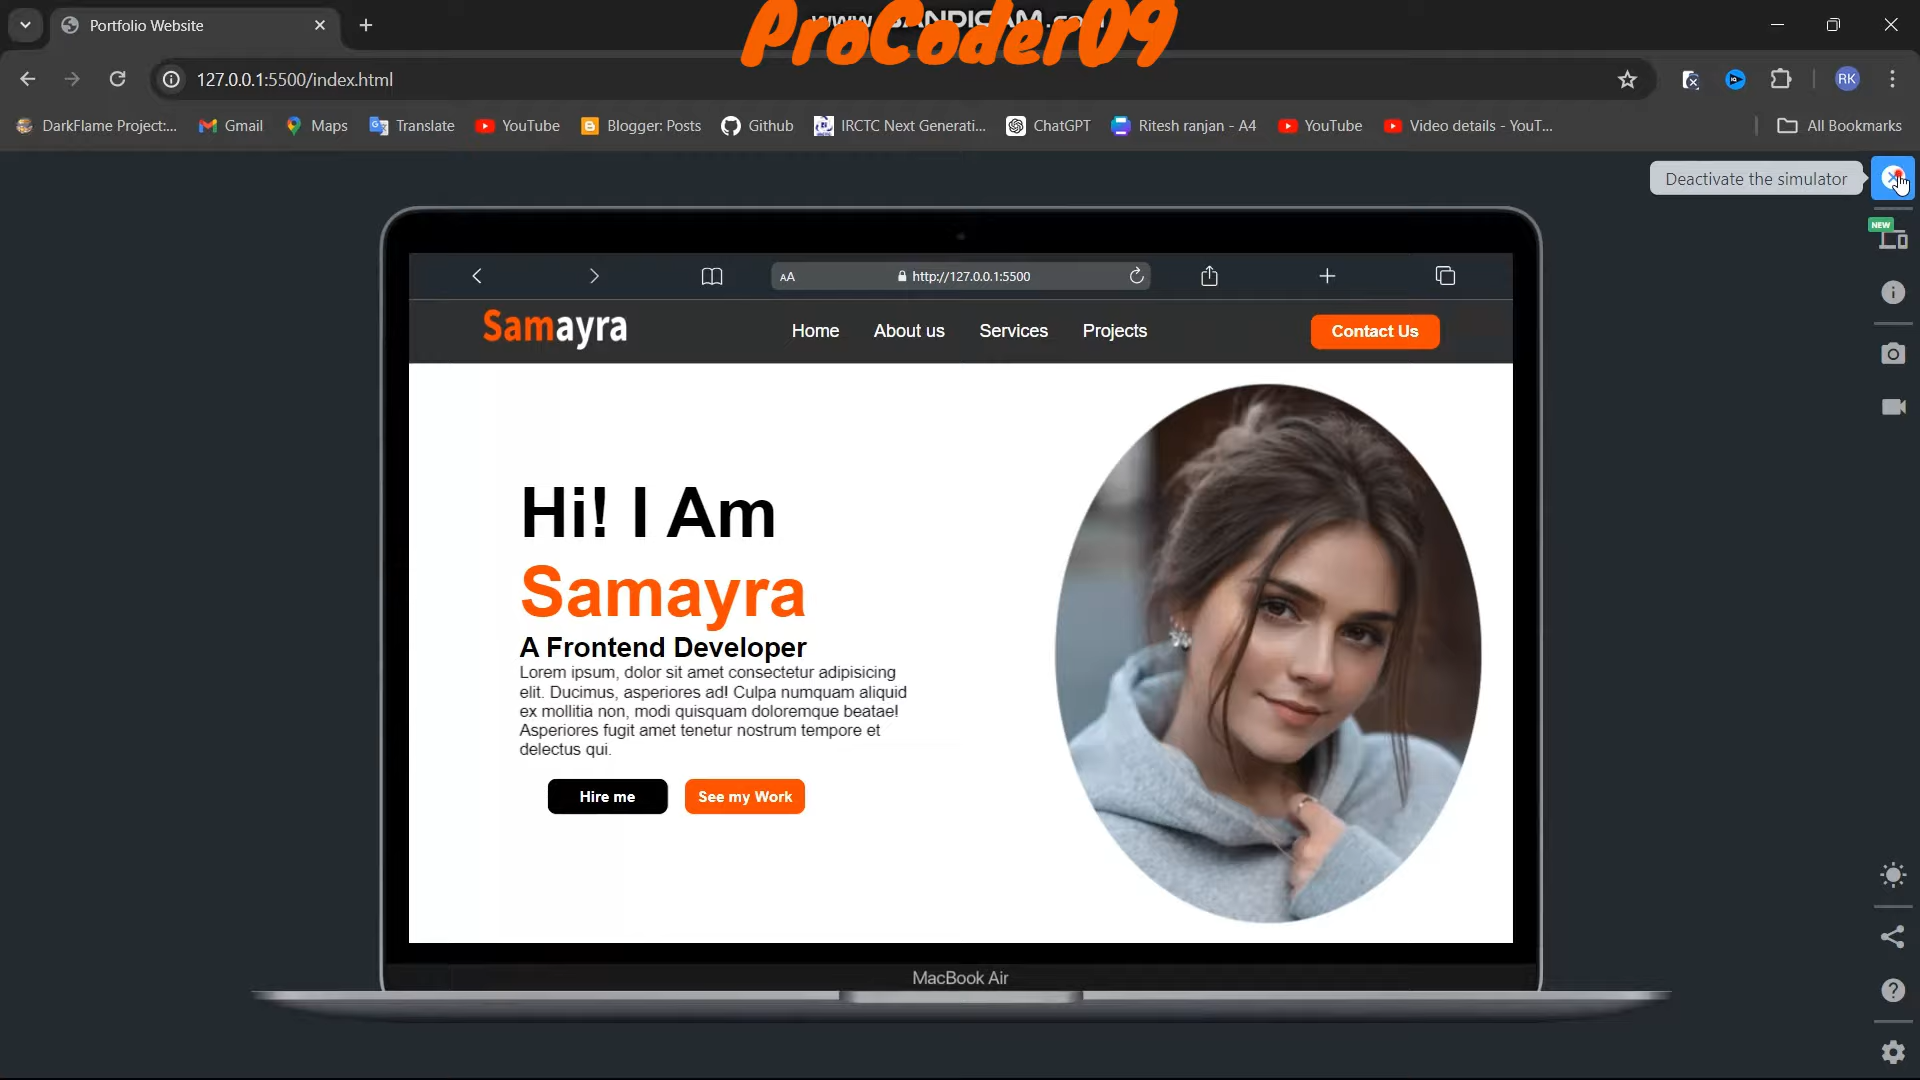 Portfolio Website
ProCoder09
127.0.0.1:5500/index.html
RK
DarkFlame Project:...
Gmail
Maps
Translate
YouTube
Blogger: Posts
Github
IRCTC Next Generati...
ChatGPT
Ritesh ranjan - A4
YouTube
Video details - YouT...
All Bookmarks
Deactivate the simulator
NEW
AA
http://127.0.0.1:5500
Samayra
Home
About us
Services
Projects
Contact Us
Hi! I Am
Samayra
A Frontend Developer
Lorem ipsum, dolor sit amet consectetur adipisicing
elit. Ducimus, asperiores ad! Culpa numquam aliquid
ex mollitia non, modi quisquam doloremque beatae!
Asperiores fugit amet tenetur nostrum tempore et
delectus qui.
Hire me
See my Work
MacBook Air